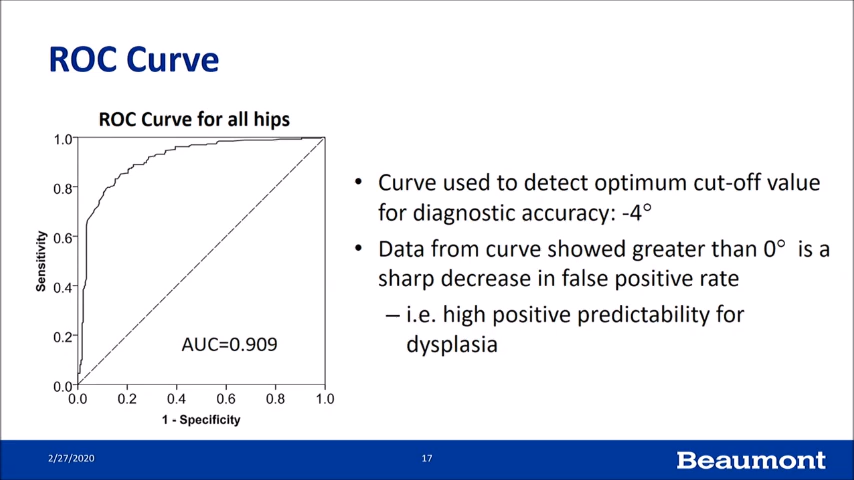 ROC Curve
ROC Curve for all hips
1.0
0.8
0.6
0.4
0.2
0.0
Sensitivity
AUC=0.909
0.0 0.2 0.4 0.6 0.8 1.0
1 - Specificity
• Curve used to detect optimum cut-off value
for diagnostic accuracy: -4°
• Data from curve showed greater than 0° is a
sharp decrease in false positive rate
– i.e. high positive predictability for
dysplasia
2/27/2020
17
Beaumont